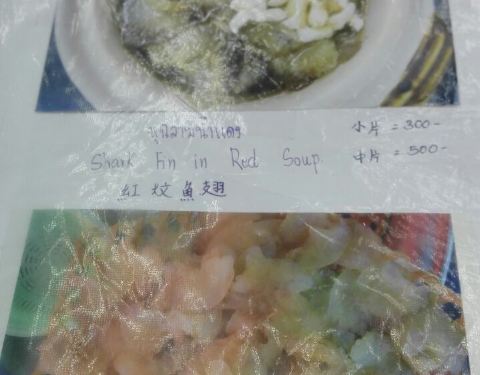 หูฉลามน้ำแดง 小片 = 300-
Shark Fin in Red Soup. 中片 = 500-
紅炆魚翅